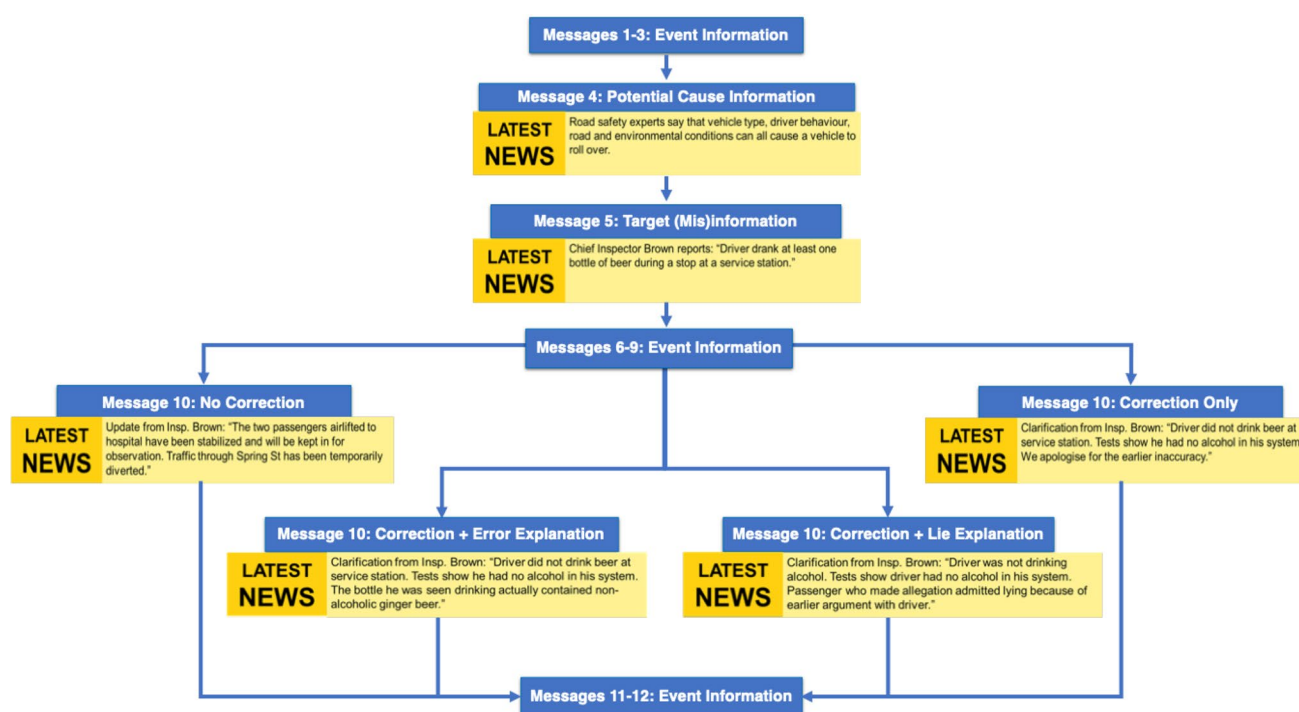 Messages 1-3: Event Information
Message 4: Potential Cause Information
LATEST
NEWS
Road safety experts say that vehicle type, driver behaviour,
road and environmental conditions can all cause a vehicle to
roll over.
Message 5: Target (Mis)information
LATEST
NEWS
Chief Inspector Brown reports: “Driver drank at least one
bottle of beer during a stop at a service station.”
Messages 6-9: Event Information
Message 10: No Correction
LATEST
NEWS
Update from Insp. Brown: “The two passengers airlifted to
hospital have been stabilized and will be kept in for
observation. Traffic through Spring St has been temporarily
diverted.”
Message 10: Correction Only
LATEST
NEWS
Clarification from Insp. Brown: “Driver did not drink beer at
service station. Tests show he had no alcohol in his system
We apologise for the earlier inaccuracy.”
Message 10: Correction + Error Explanation
LATEST
NEWS
Clarification from Insp. Brown: “Driver did not drink beer at
service station. Tests show he had no alcohol in his system.
The bottle he was seen drinking actually contained non-
alcoholic ginger beer.”
Message 10: Correction + Lie Explanation
LATEST
NEWS
Clarification from Insp. Brown: “Driver was not drinking
alcohol. Tests show driver had no alcohol in his system.
Passenger who made allegation admitted lying because of
earlier argument with driver.”
Messages 11-12: Event Information